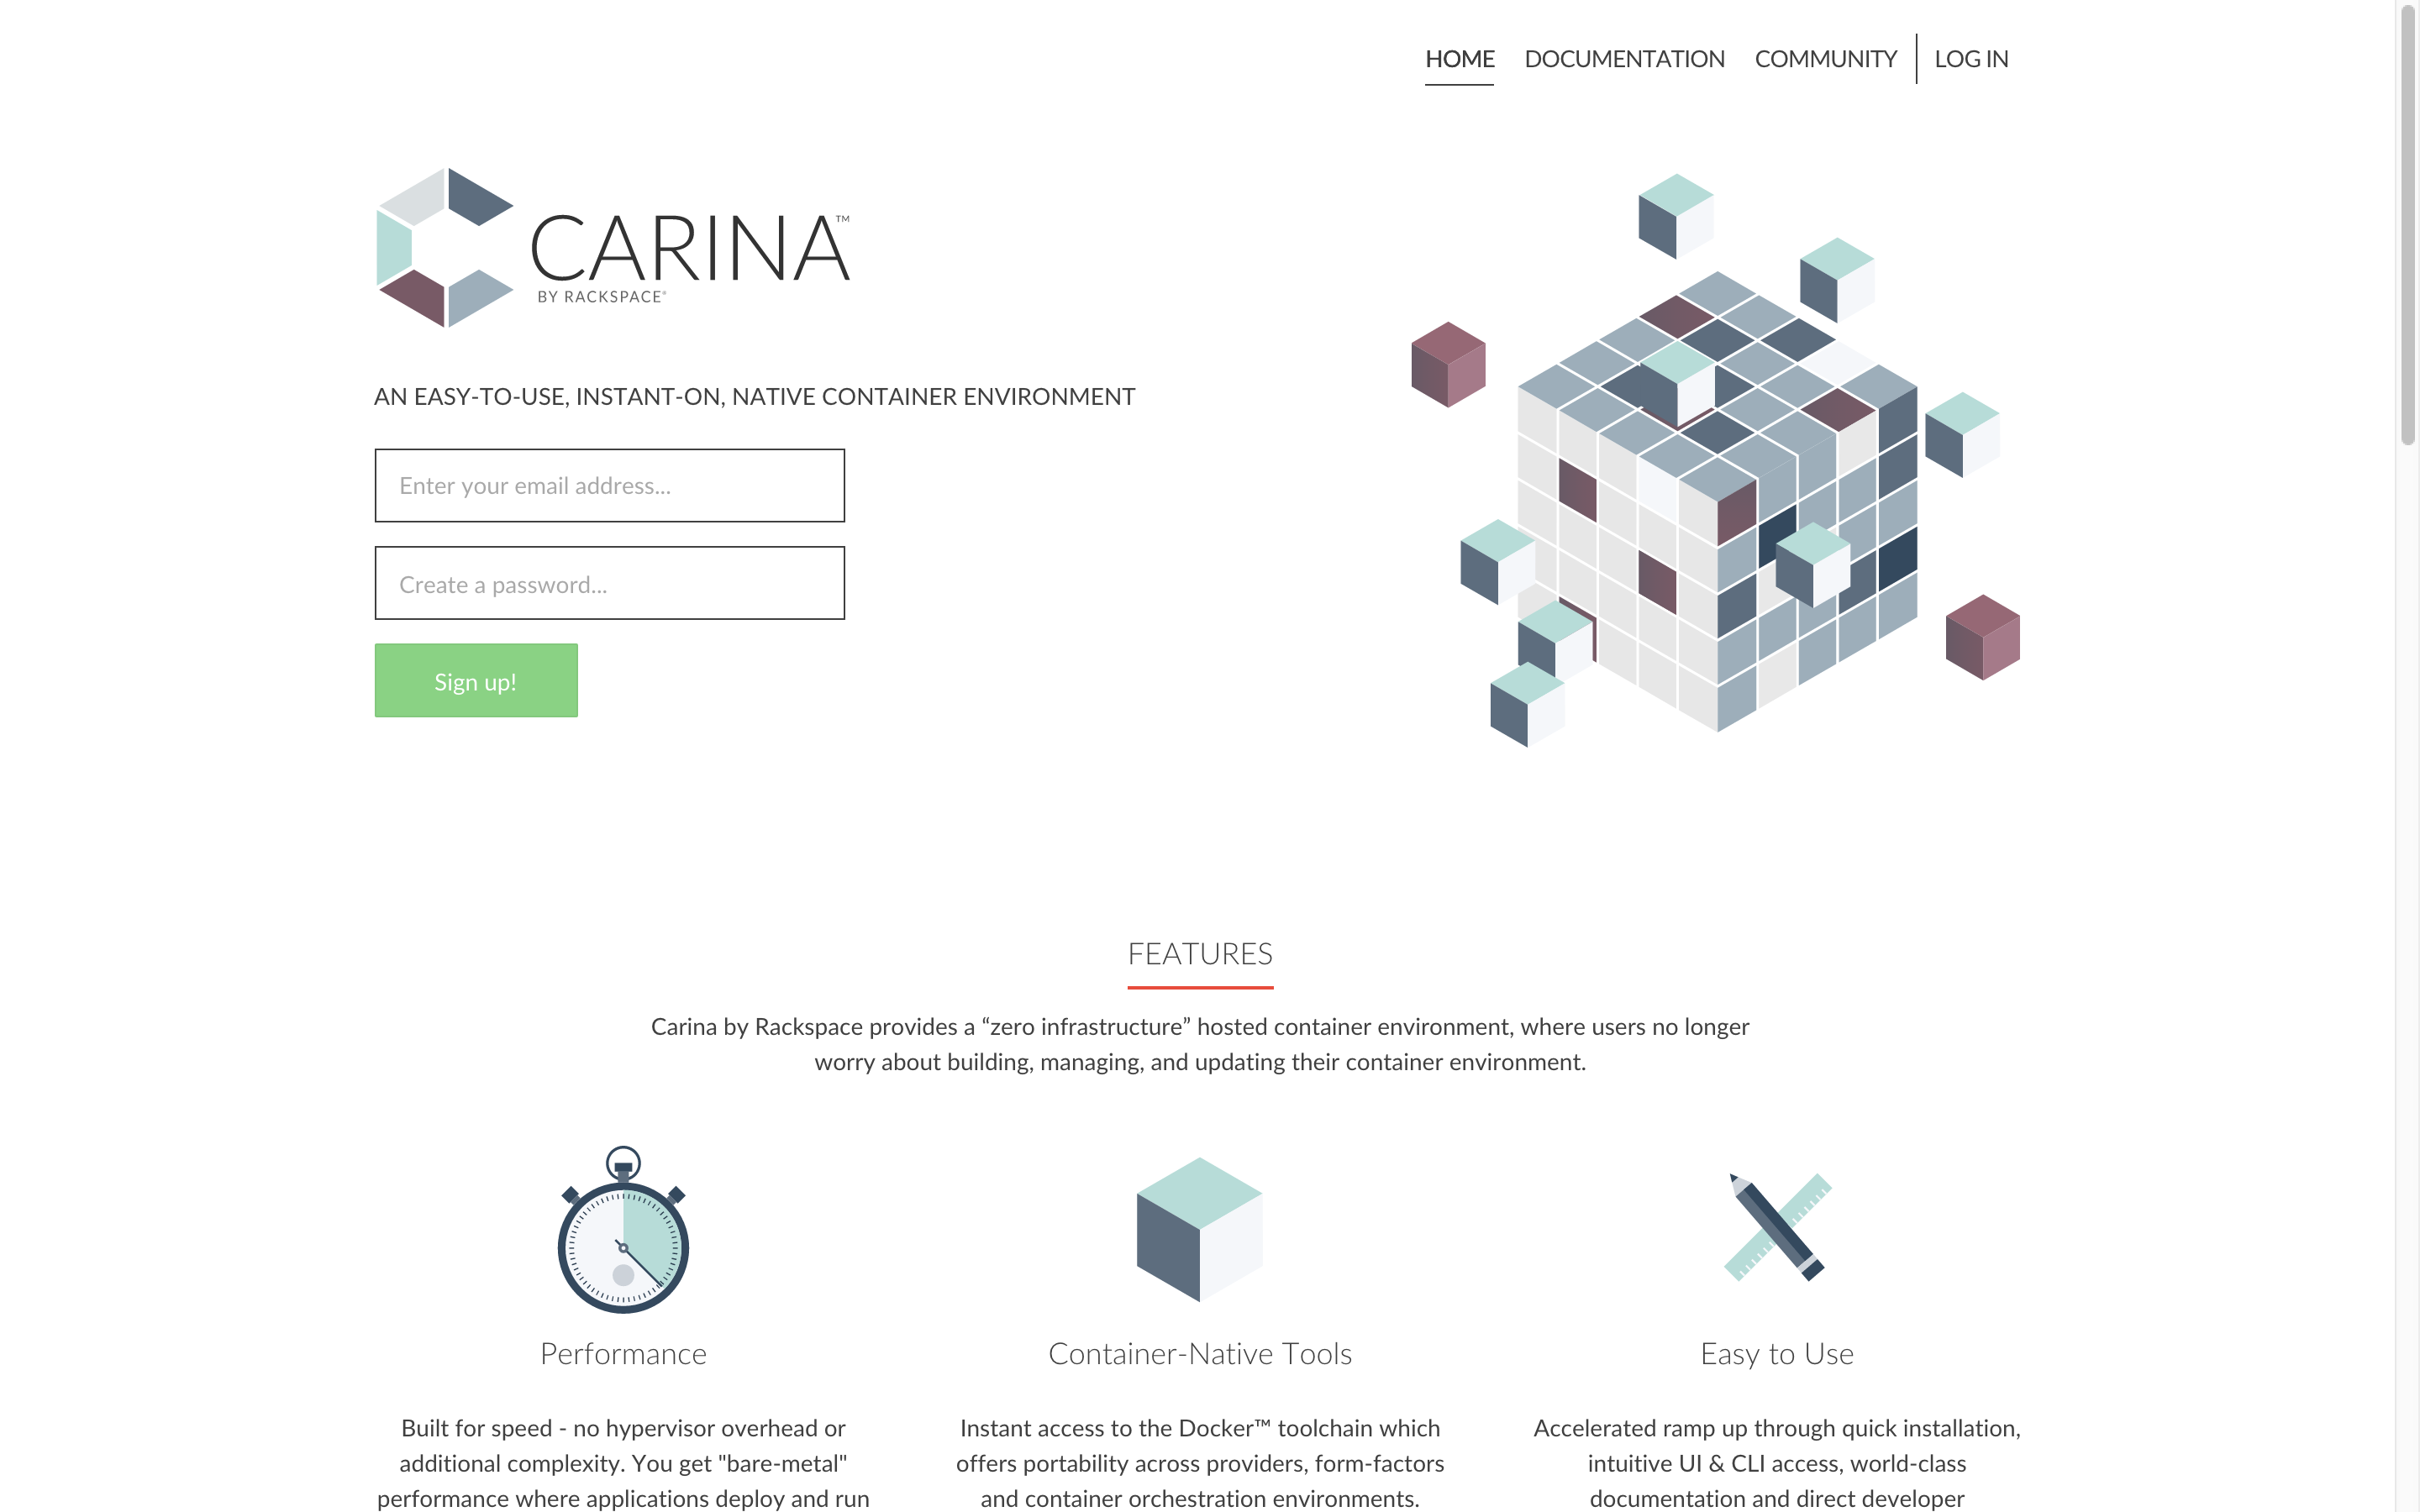 HOME DOCUMENTATION COMMUNITY LOG IN
CARINA™
BY RACKSPACE®
AN EASY-TO-USE, INSTANT-ON, NATIVE CONTAINER ENVIRONMENT
Enter your email address...
Create a password...
Sign up!
FEATURES
Carina by Rackspace provides a “zero infrastructure” hosted container environment, where users no longer
worry about building, managing, and updating their container environment.
Performance
Built for speed - no hypervisor overhead or
additional complexity. You get "bare-metal"
performance where applications deploy and run
Container-Native Tools
Instant access to the Docker™ toolchain which
offers portability across providers, form-factors
and container orchestration environments.
Easy to Use
Accelerated ramp up through quick installation,
intuitive UI & CLI access, world-class
documentation and direct developer